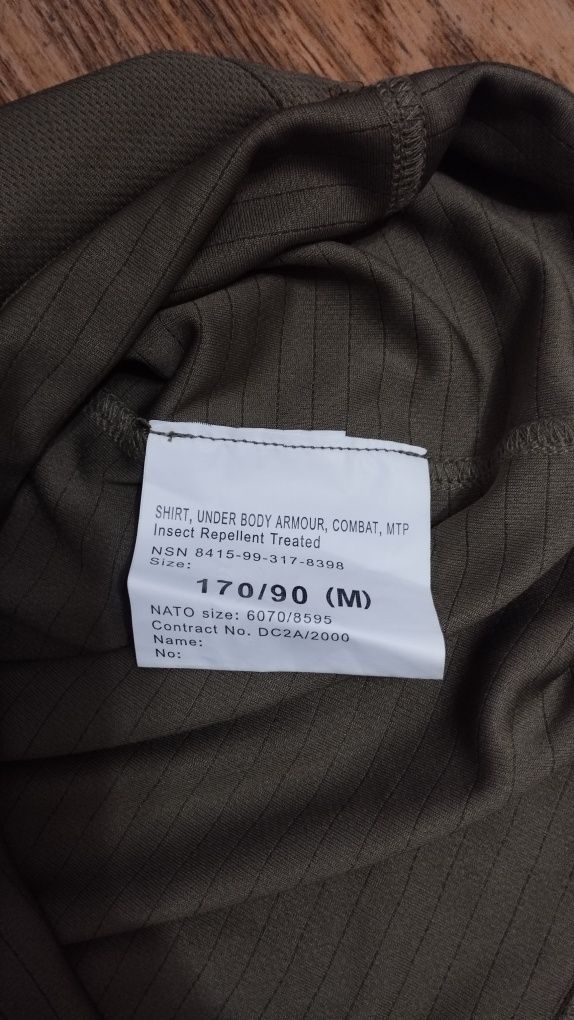 SHIRT, UNDER BODY ARMOUR, COMBAT, MTP
Insect Repellent Treated
NSN 8415-99-317-8398
Size:
170/90 (M)
NATO size: 6070/8595
Contract No. DC2A/2000
Name:
No: